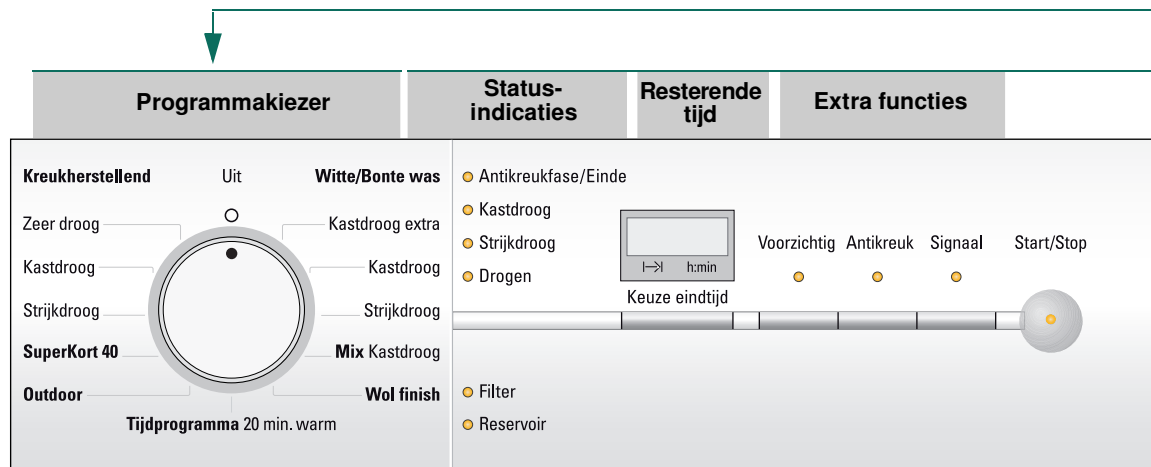 Programmakiezer
Status-
indicaties
Resterende
tijd
Extra functies
Kreukherstellend
Uit
Witte/Bonte was
Zeer droog
Kastdroog extra
Kastdroog
Kastdroog
Strijkdroog
Strijkdroog
SuperKort 40
Mix Kastdroog
Outdoor
Wol finish
Tijdprogramma 20 min. warm
Antikreukfase/Einde
Kastdroog
Strijkdroog
Drogen
h:min
Keuze eindtijd
Voorzichtig
Antikreuk
Signaal
Start/Stop
Filter
Reservoir